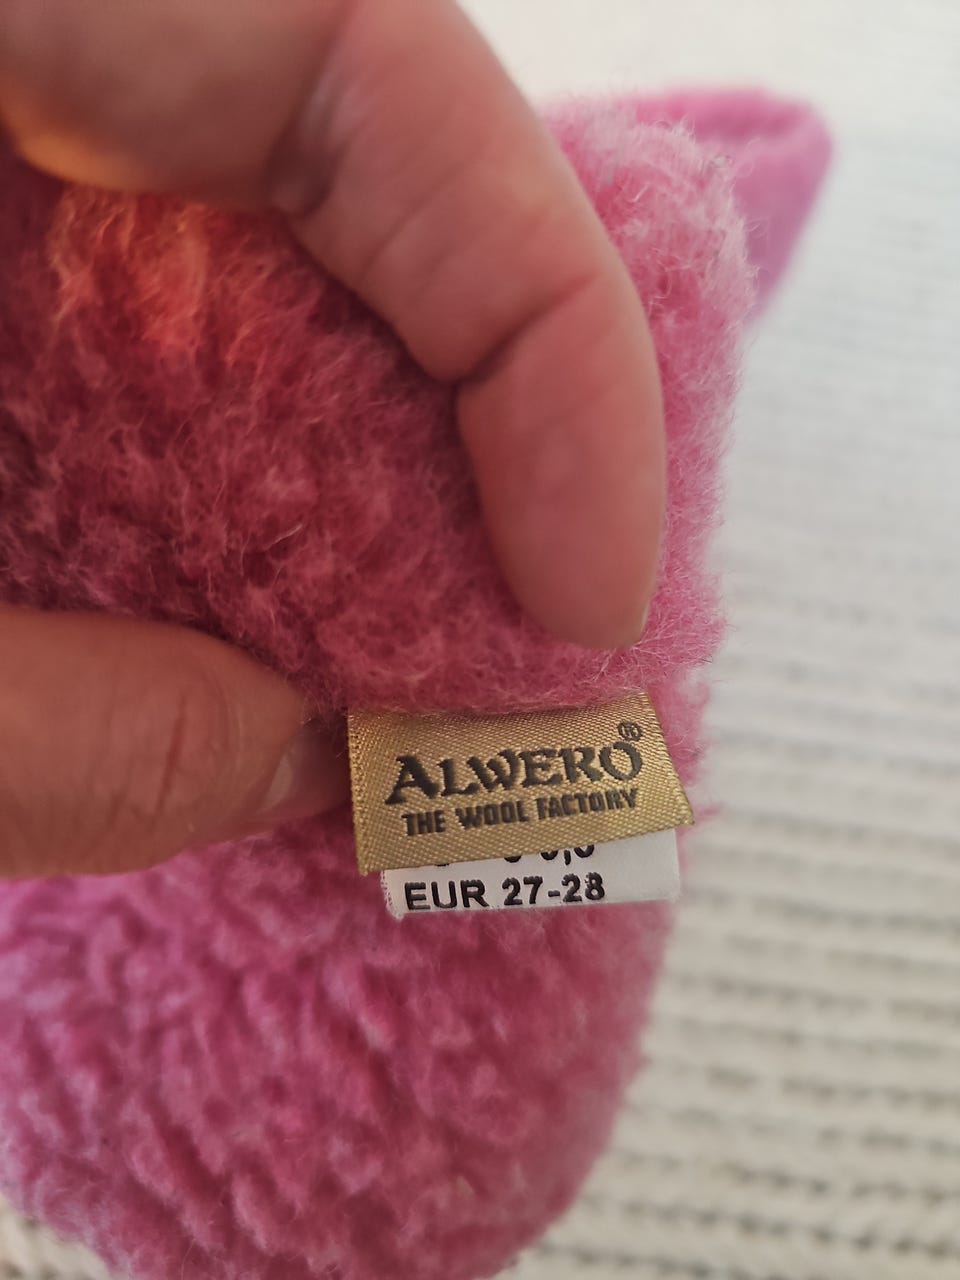 ALWERO®
THE WOOL FACTORY
EUR 27-28